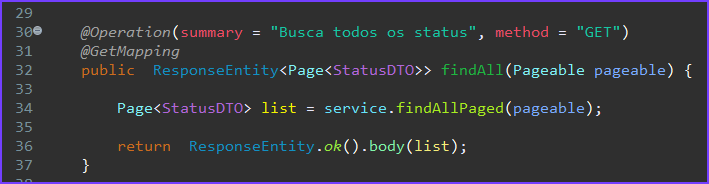 29
30 @Operation(summary = "Busca todos os status", method = "GET")
31 @GetMapping
32 public ResponseEntity<Page<StatusDTO>> findAll(Pageable pageable) {
33
34 Page<StatusDTO> list = service.findAllPaged(pageable);
35
36 return ResponseEntity.ok().body(list);
37 }